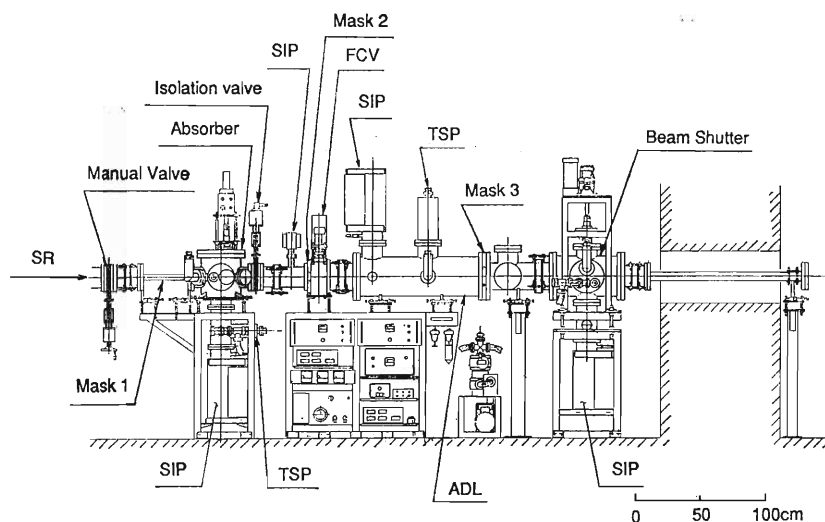 Mask 2
SIP
FCV
Isolation valve
SIP
Absorber
TSP
Beam Shutter
Manual Valve
Mask 3
SR
Mask 1
SIP
TSP
ADL
SIP
0 50 100cm